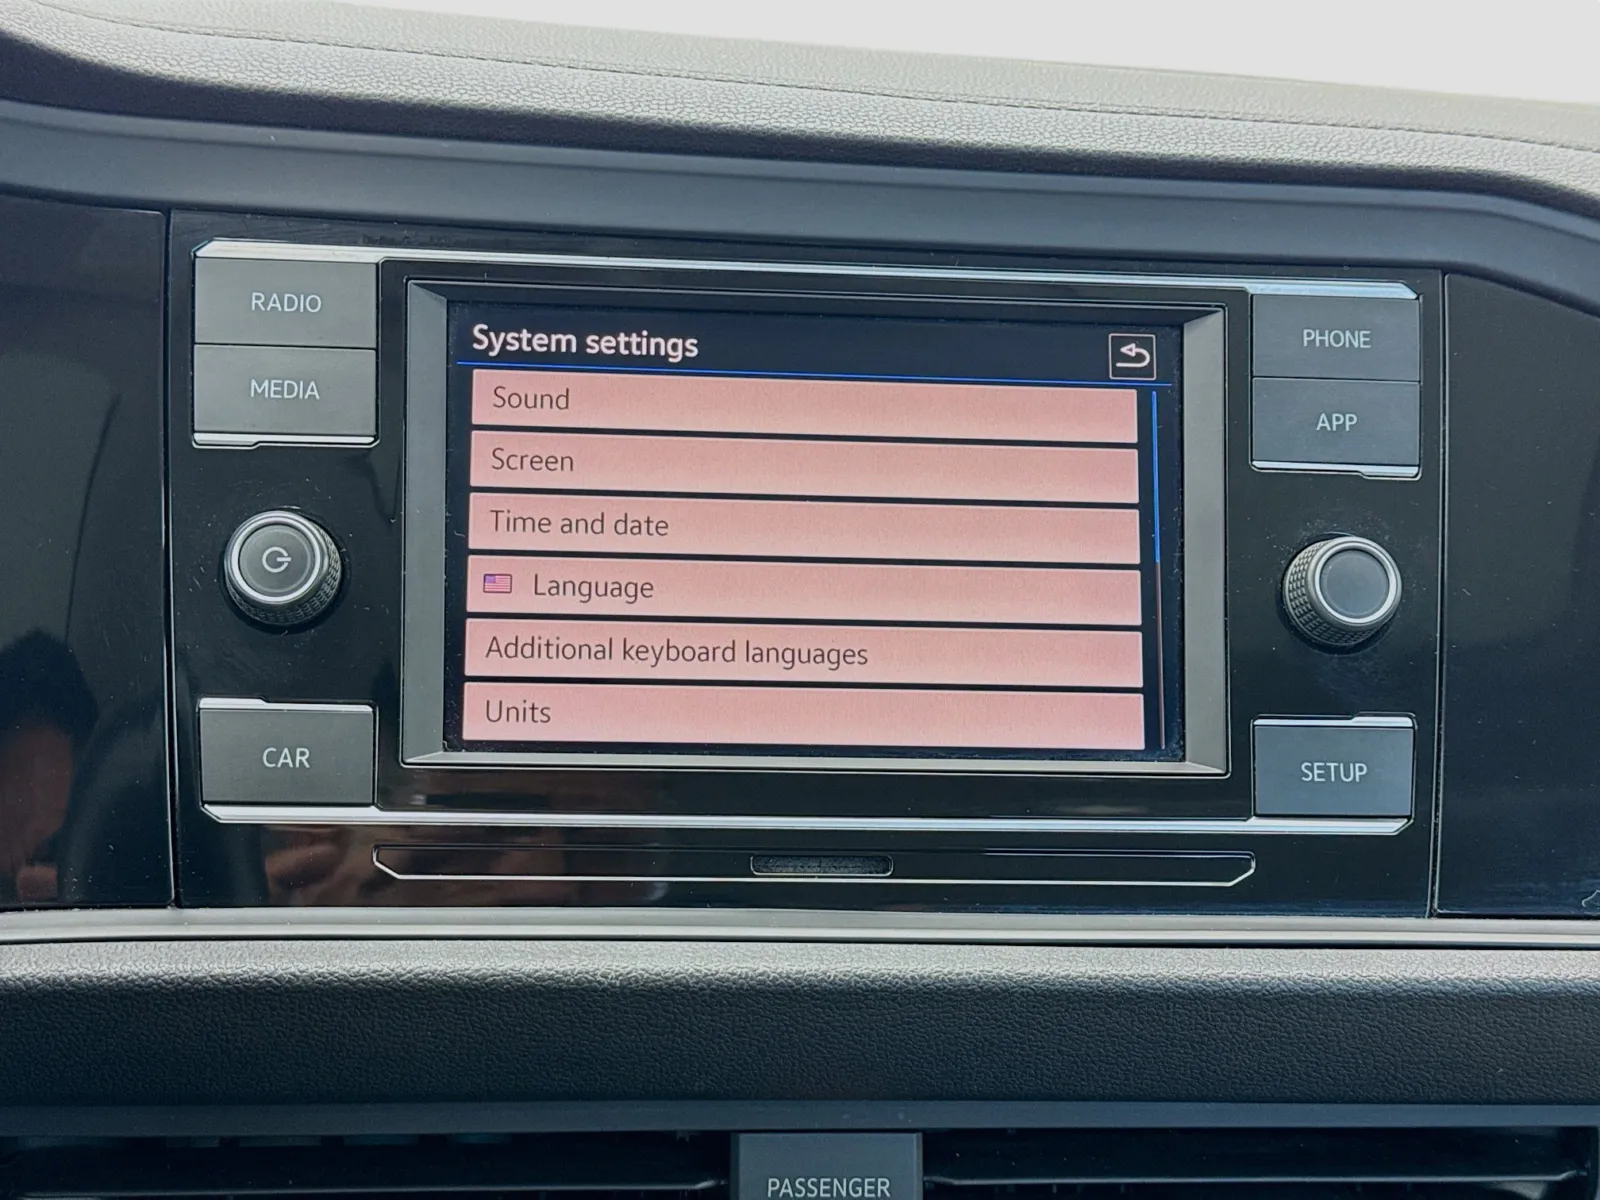 RADIO
MEDIA
CAR
System settings
Sound
Screen
Time and date
Language
Additional keyboard languages
Units
PHONE
APP
SETUP
PASSENGER